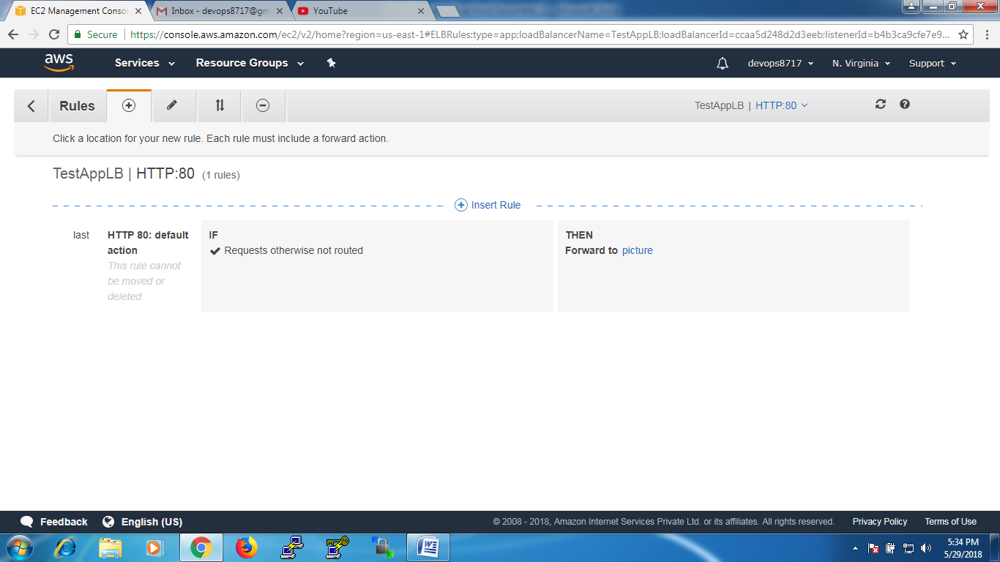 EC2 Management Conso
Inbox - devops8717@gm
YouTube
Secure
https://console.aws.amazon.com/ec2/v2/home?region=us-east-1#ELBRules:type=app;loadBalancerName=TestAppLB;loadBalancerId=ccaa5d248d2d3eeb;listenerId=b4b3ca9cfe7e9...
aws
Services
Resource Groups
devops8717
N. Virginia
Support
Rules
TestAppLB | HTTP:80
Click a location for your new rule. Each rule must include a forward action.
TestAppLB | HTTP:80 (1 rules)
Insert Rule
last
HTTP 80: default
action
This rule cannot
be moved or
deleted
IF
Requests otherwise not routed
THEN
Forward to picture
Feedback
English (US)
© 2008 - 2018, Amazon Internet Services Private Ltd. or its affiliates. All rights reserved.
Privacy Policy
Terms of Use
5:34 PM
5/29/2018